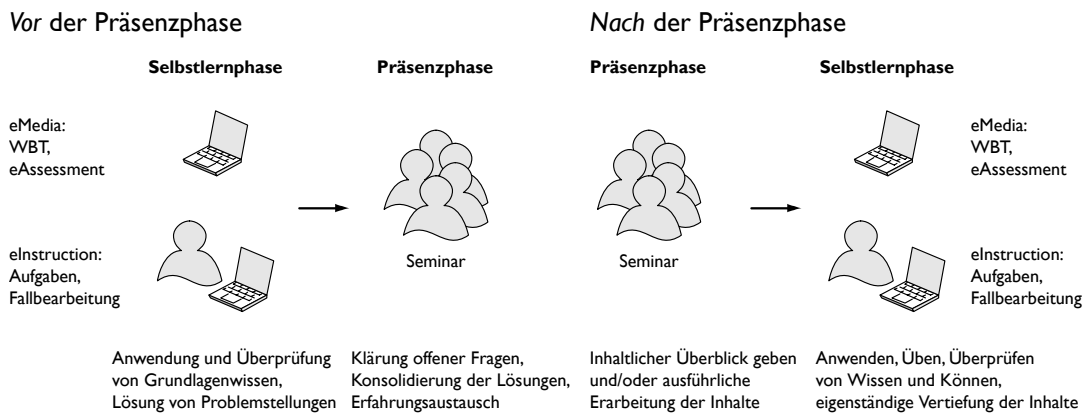 Vor der Präsenzphase
Selbstlernphase
Präsenzphase
eMedia:
WBT,
eAssessment
eInstruction:
Aufgaben,
Fallbearbeitung
Seminar
Anwendung und Überprüfung
von Grundlagenwissen,
Lösung von Problemstellungen
Klärung offener Fragen,
Konsolidierung der Lösungen,
Erfahrungsaustausch
Nach der Präsenzphase
Präsenzphase
Selbstlernphase
Seminar
eMedia:
WBT,
eAssessment
eInstruction:
Aufgaben,
Fallbearbeitung
Inhaltlicher Überblick geben
und/oder ausführliche
Erarbeitung der Inhalte
Anwenden, Üben, Überprüfen
von Wissen und Können,
eigenständige Vertiefung der Inhalte